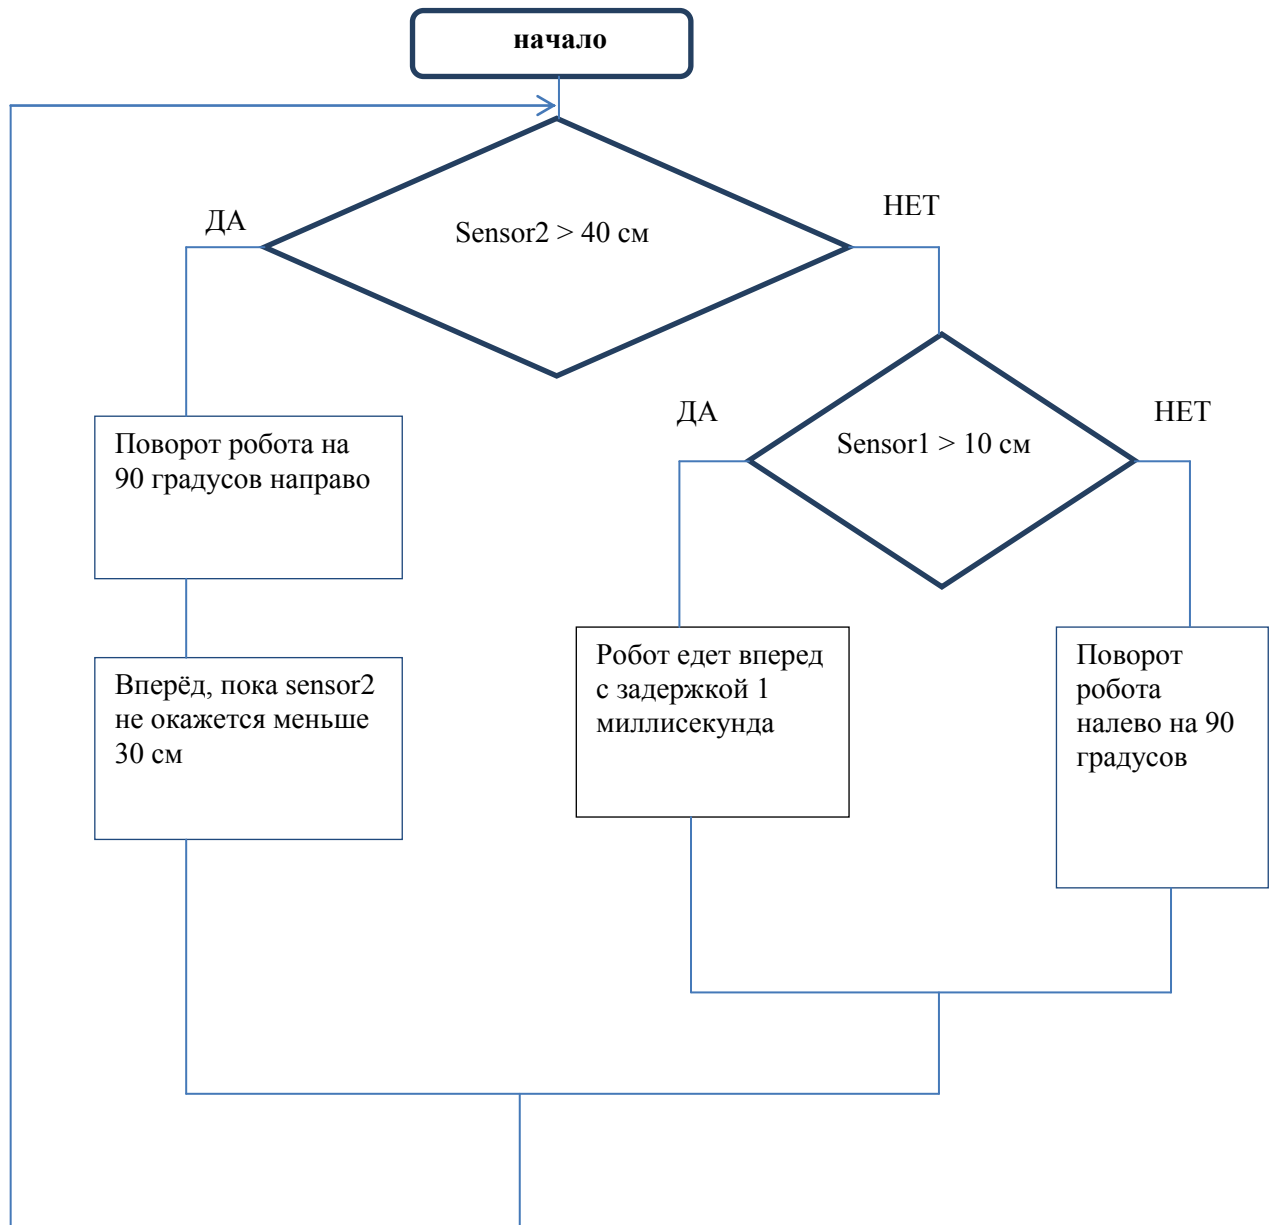 начало
ДА
НЕТ
Sensor2 > 40 см
ДА
НЕТ
Sensor1 > 10 см
Поворот робота на
90 градусов направо
Вперёд, пока sensor2
не окажется меньше
30 см
Робот едет вперед
с задержкой 1
миллисекунда
Поворот
робота
налево на 90
градусов